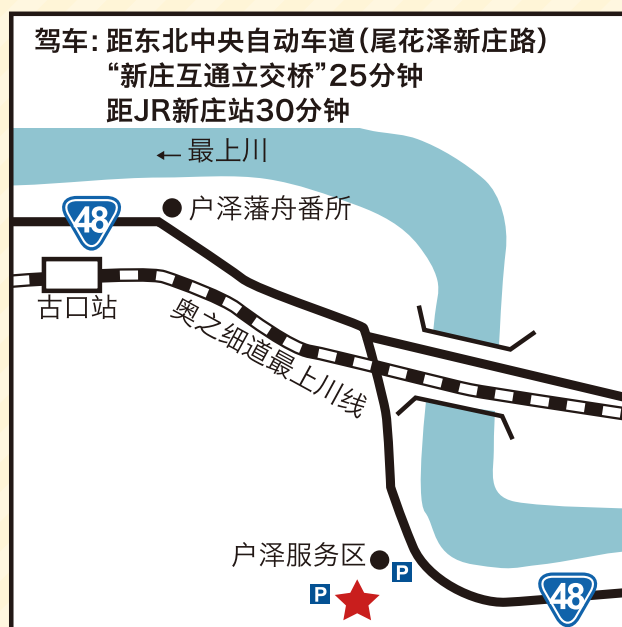 驾车：距东北中央自动车道（尾花泽新庄路）
“新庄互通立交桥”25分钟
距JR新庄站30分钟
←最上川
户泽藩舟番所
48
古口站
奥之细道最上川线
户泽服务区
P
P
48